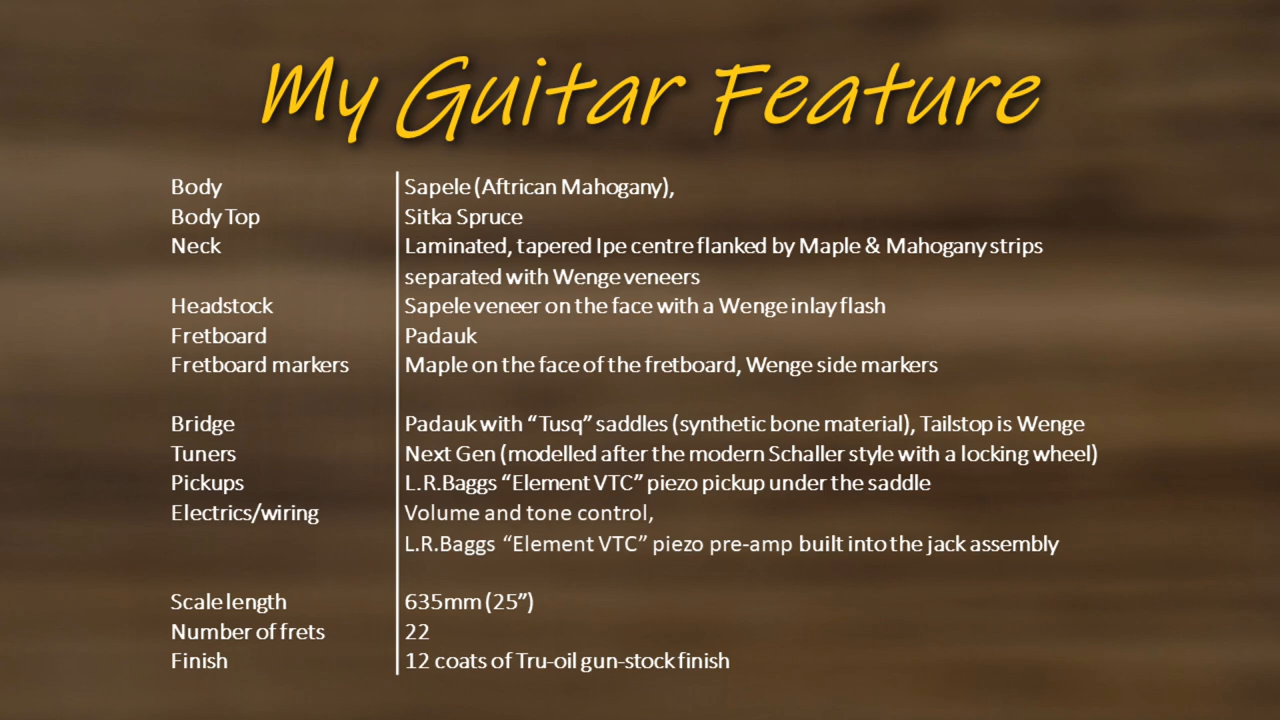 My Guitar Feature
Body Sapele (Aftrican Mahogany),
Body Top Sitka Spruce
Neck Laminated, tapered Ipe centre flanked by Maple & Mahogany strips
separated with Wenge veneers
Headstock Sapele veneer on the face with a Wenge inlay flash
Fretboard Padauk
Fretboard markers Maple on the face of the fretboard, Wenge side markers
Bridge Padauk with “Tusq” saddles (synthetic bone material), Tailstop is Wenge
Tuners Next Gen (modelled after the modern Schaller style with a locking wheel)
Pickups L.R.Baggs “Element VTC” piezo pickup under the saddle
Electrics/wiring Volume and tone control,
L.R.Baggs “Element VTC” piezo pre-amp built into the jack assembly
Scale length 635mm (25”)
Number of frets 22
Finish 12 coats of Tru-oil gun-stock finish